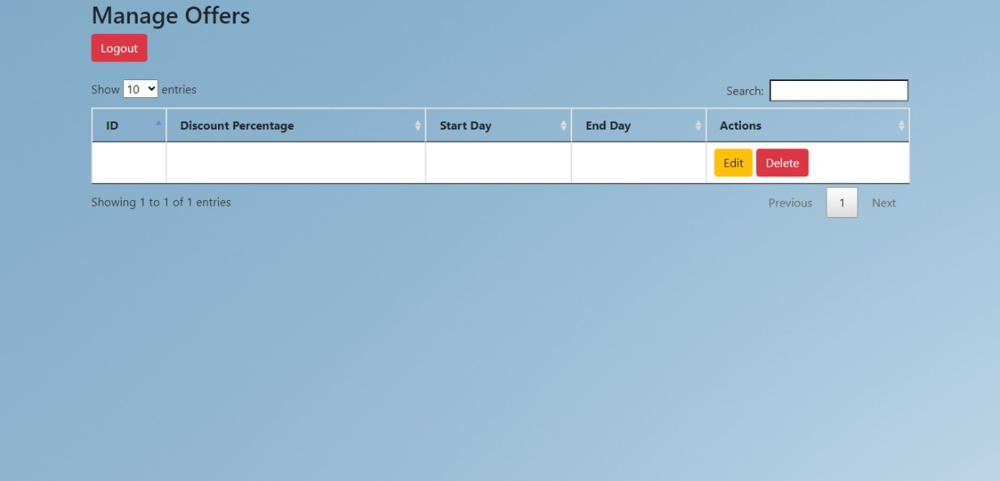 Manage Offers
Logout
Show 10 entries
Search:
ID Discount Percentage Start Day End Day Actions
Edit Delete
Showing 1 to 1 of 1 entries
Previous 1 Next